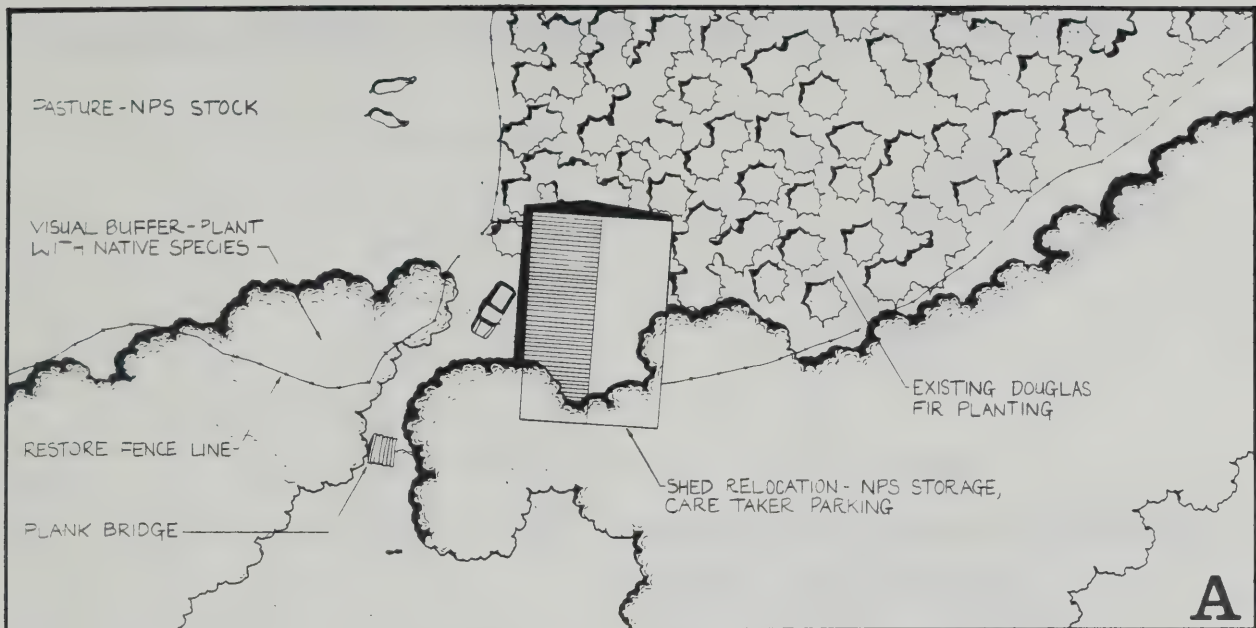 PASTURE-NPS STOCK
VISUAL BUFFER-PLANT
WITH NATIVE SPECIES
RESTORE FENCE LINE
PLANK BRIDGE
EXISTING DOUGLAS
FIR PLANTING
SHED RELOCATION - NPS STORAGE,
CARE TAKER PARKING
A